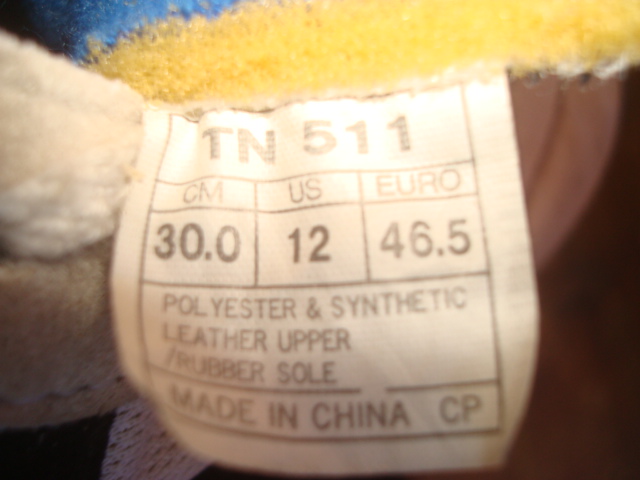 TN 511
CM US EURO
30.0 12 46.5
POLYESTER & SYNTHETIC
LEATHER UPPER
/RUBBER SOLE
MADE IN CHINA CP